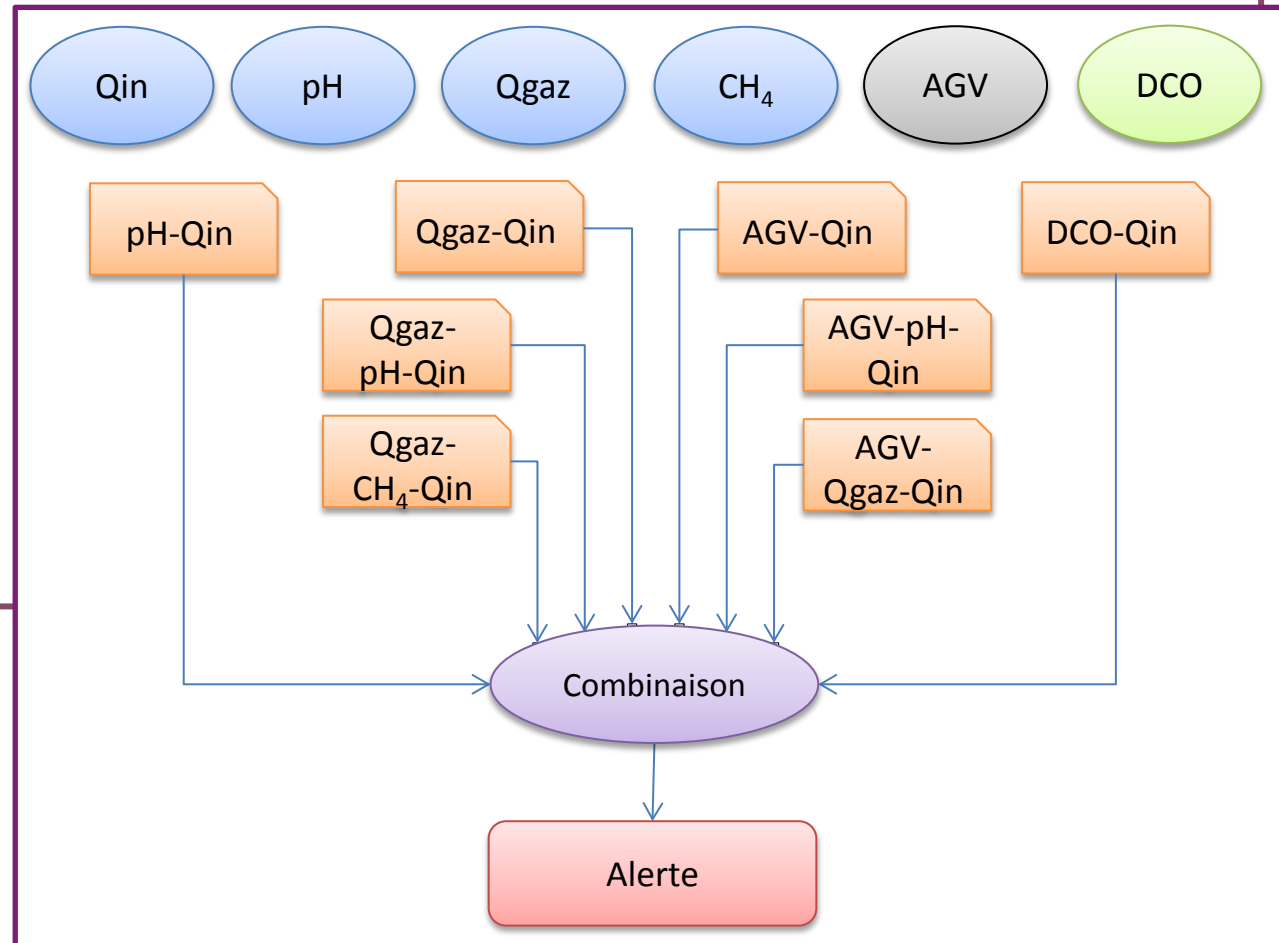 Qin
pH
Qgaz
CH₄
AGV
DCO
pH-Qin
Qgaz-Qin
AGV-Qin
DCO-Qin
Qgaz-
pH-Qin
AGV-pH-
Qin
Qgaz-
CH₄-Qin
AGV-
Qgaz-Qin
Combinaison
Alerte